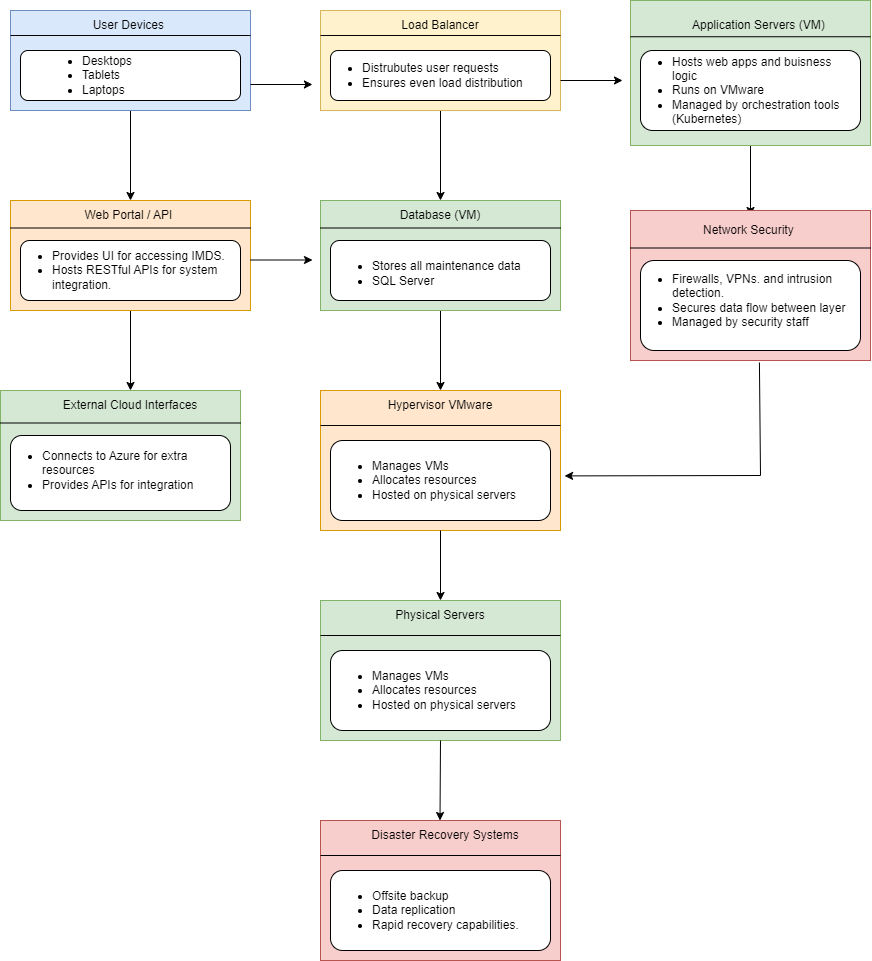 User Devices
Desktops
Tablets
Laptops
Load Balancer
Distrubutes user requests
Ensures even load distribution
Application Servers (VM)
Hosts web apps and buisness
logic
Runs on VMware
Managed by orchestration tools
(Kubernetes)
Web Portal / API
Provides UI for accessing IMDS.
Hosts RESTful APIs for system
integration.
Database (VM)
Stores all maintenance data
SQL Server
Network Security
Firewalls, VPNs. and intrusion
detection.
Secures data flow between layer
Managed by security staff
External Cloud Interfaces
Connects to Azure for extra
resources
Provides APIs for integration
Hypervisor VMware
Manages VMs
Allocates resources
Hosted on physical servers
Physical Servers
Manages VMs
Allocates resources
Hosted on physical servers
Disaster Recovery Systems
Offsite backup
Data replication
Rapid recovery capabilities.